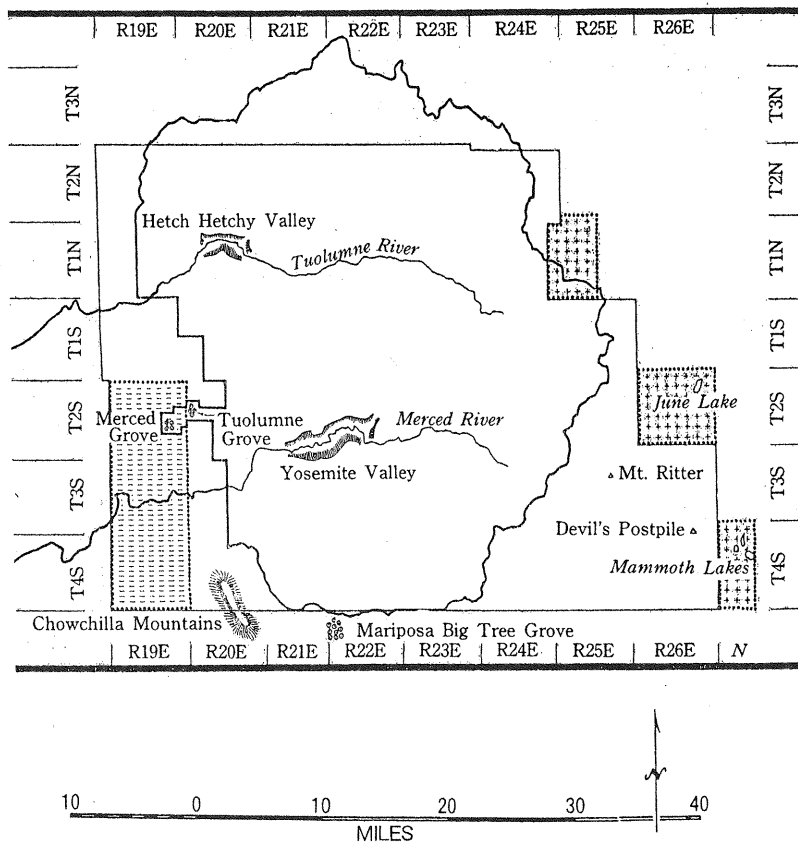 R19E R20E R21E R22E R23E R24E R25E R26E
T3N
T3N
T2N
T2N
Hetch Hetchy Valley
Tuolumne River
T1N
T1N
T1S
T1S
T2S
T2S
Merced
Grove
Tuolumne
Grove
Merced River
June Lake
Yosemite Valley
Mt. Ritter
T3S
T3S
Devil's Postpile
Mammoth Lakes
T4S
T4S
Chowchilla Mountains
Mariposa Big Tree Grove
R19E R20E R21E R22E R23E R24E R25E R26E N
N
10 0 10 20 30 40
MILES